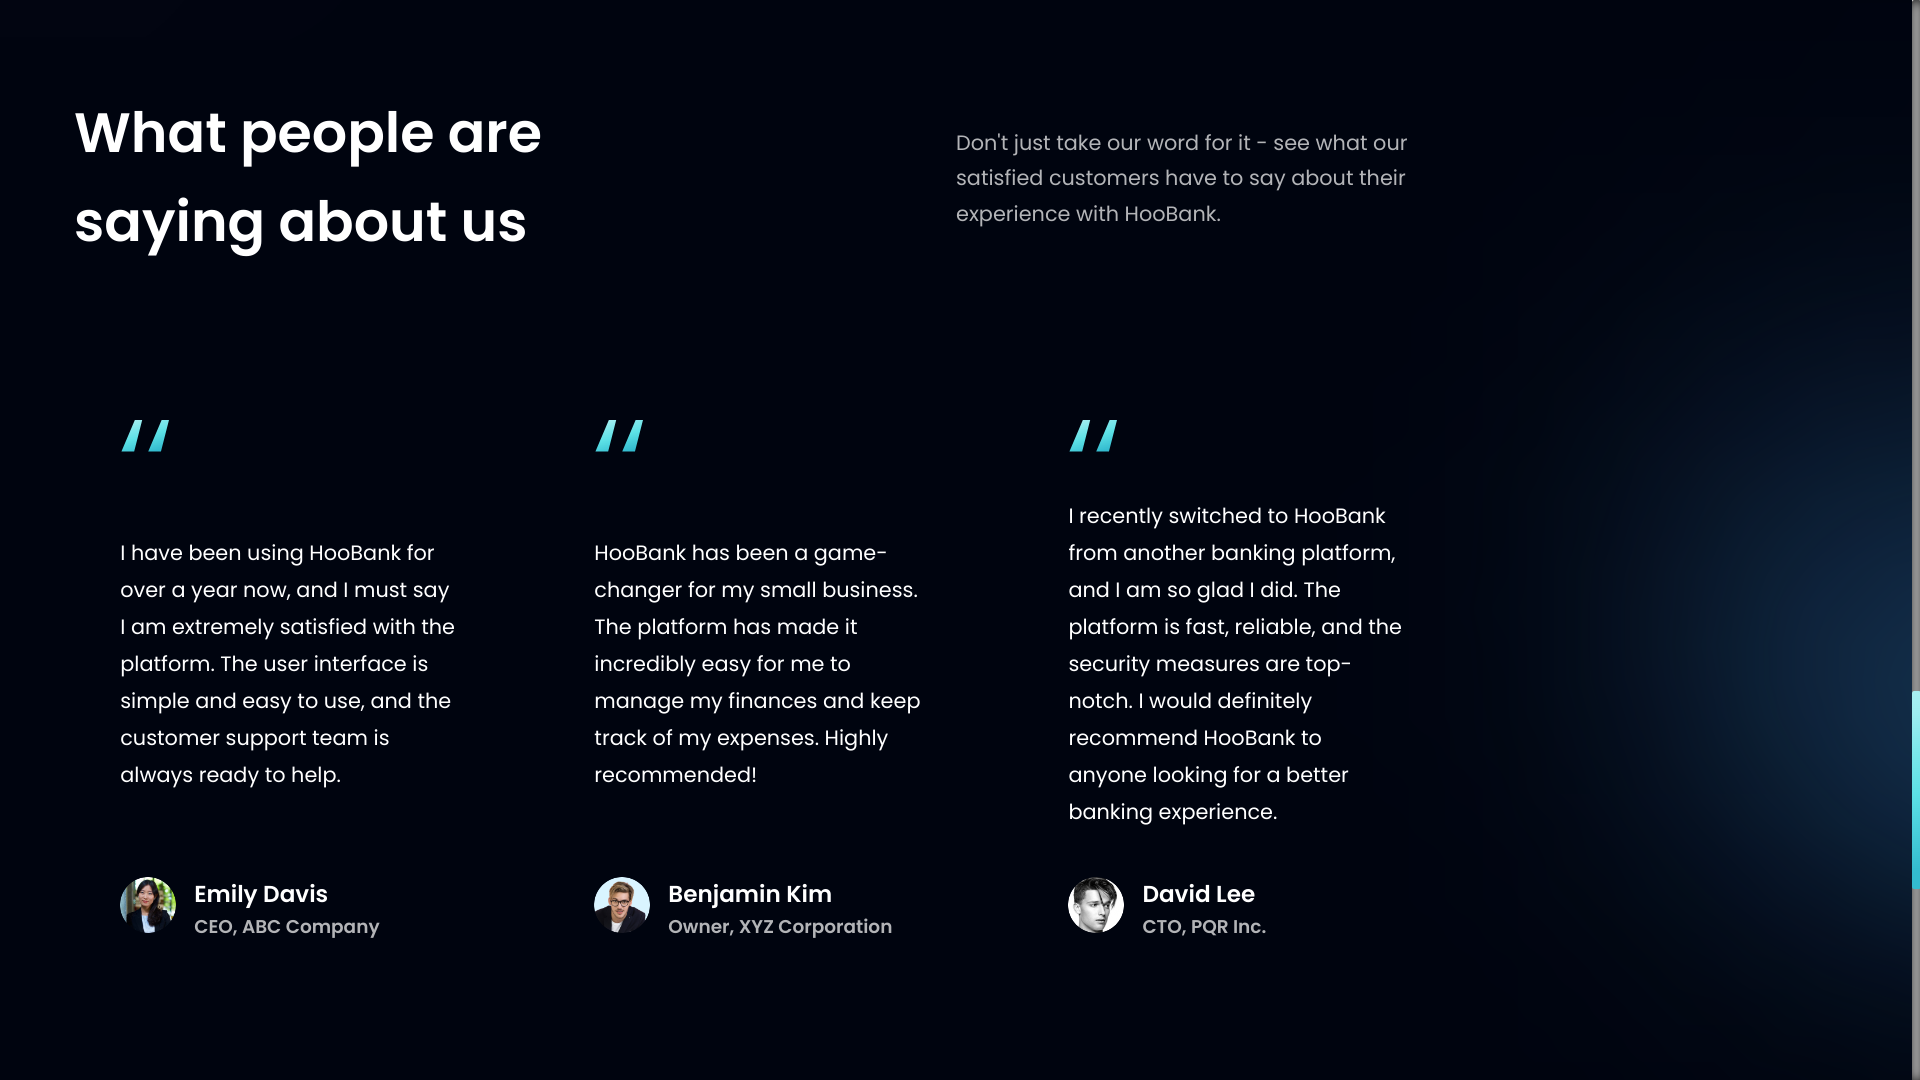 What people are
saying about us
Don't just take our word for it - see what our
satisfied customers have to say about their
experience with HooBank.
I have been using HooBank for
over a year now, and I must say
I am extremely satisfied with the
platform. The user interface is
simple and easy to use, and the
customer support team is
always ready to help.
Emily Davis
CEO, ABC Company
HooBank has been a game-
changer for my small business.
The platform has made it
incredibly easy for me to
manage my finances and keep
track of my expenses. Highly
recommended!
Benjamin Kim
Owner, XYZ Corporation
I recently switched to HooBank
from another banking platform,
and I am so glad I did. The
platform is fast, reliable, and the
security measures are top-
notch. I would definitely
recommend HooBank to
anyone looking for a better
banking experience.
David Lee
CTO, PQR Inc.